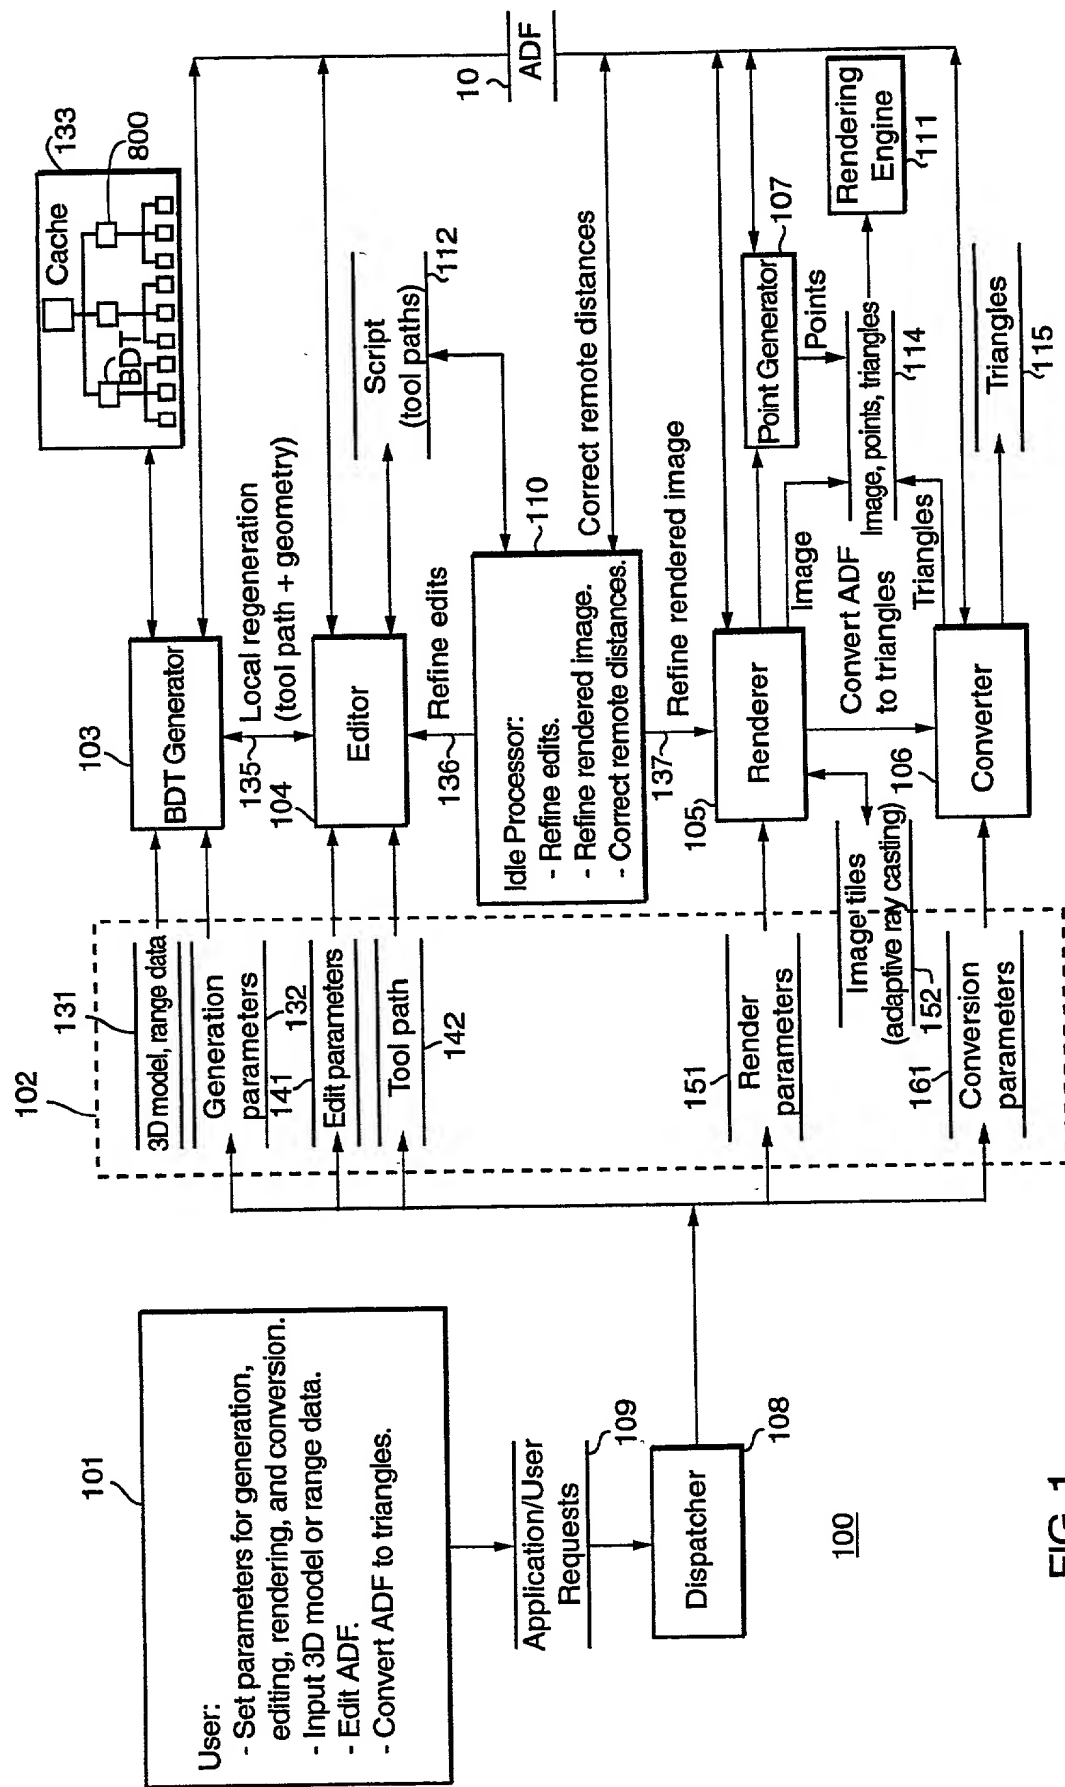 101
User:
- Set parameters for generation,
editing, rendering, and conversion.
- Input 3D model or range data.
- Edit ADF.
- Convert ADF to triangles.
Application/User
Requests
109
Dispatcher
108
100
102
131
3D model, range data
Generation
parameters
132
141
Edit parameters
Tool path
142
151
Render
parameters
Image tiles
(adaptive ray casting)
152
161
Conversion
parameters
103
BDT Generator
135
Local regeneration
(tool path + geometry)
104
Editor
136
Refine edits
110
Idle Processor:
- Refine edits.
- Refine rendered image.
- Correct remote distances.
137
Refine rendered image
105
Renderer
Convert ADF
to triangles
106
Converter
133
Cache
BDT
800
Script
(tool paths)
112
Correct remote distances
Point Generator
107
Image
Points
Image, points, triangles
114
Triangles
Rendering
Engine
111
Triangles
115
10
ADF
FIG. 1